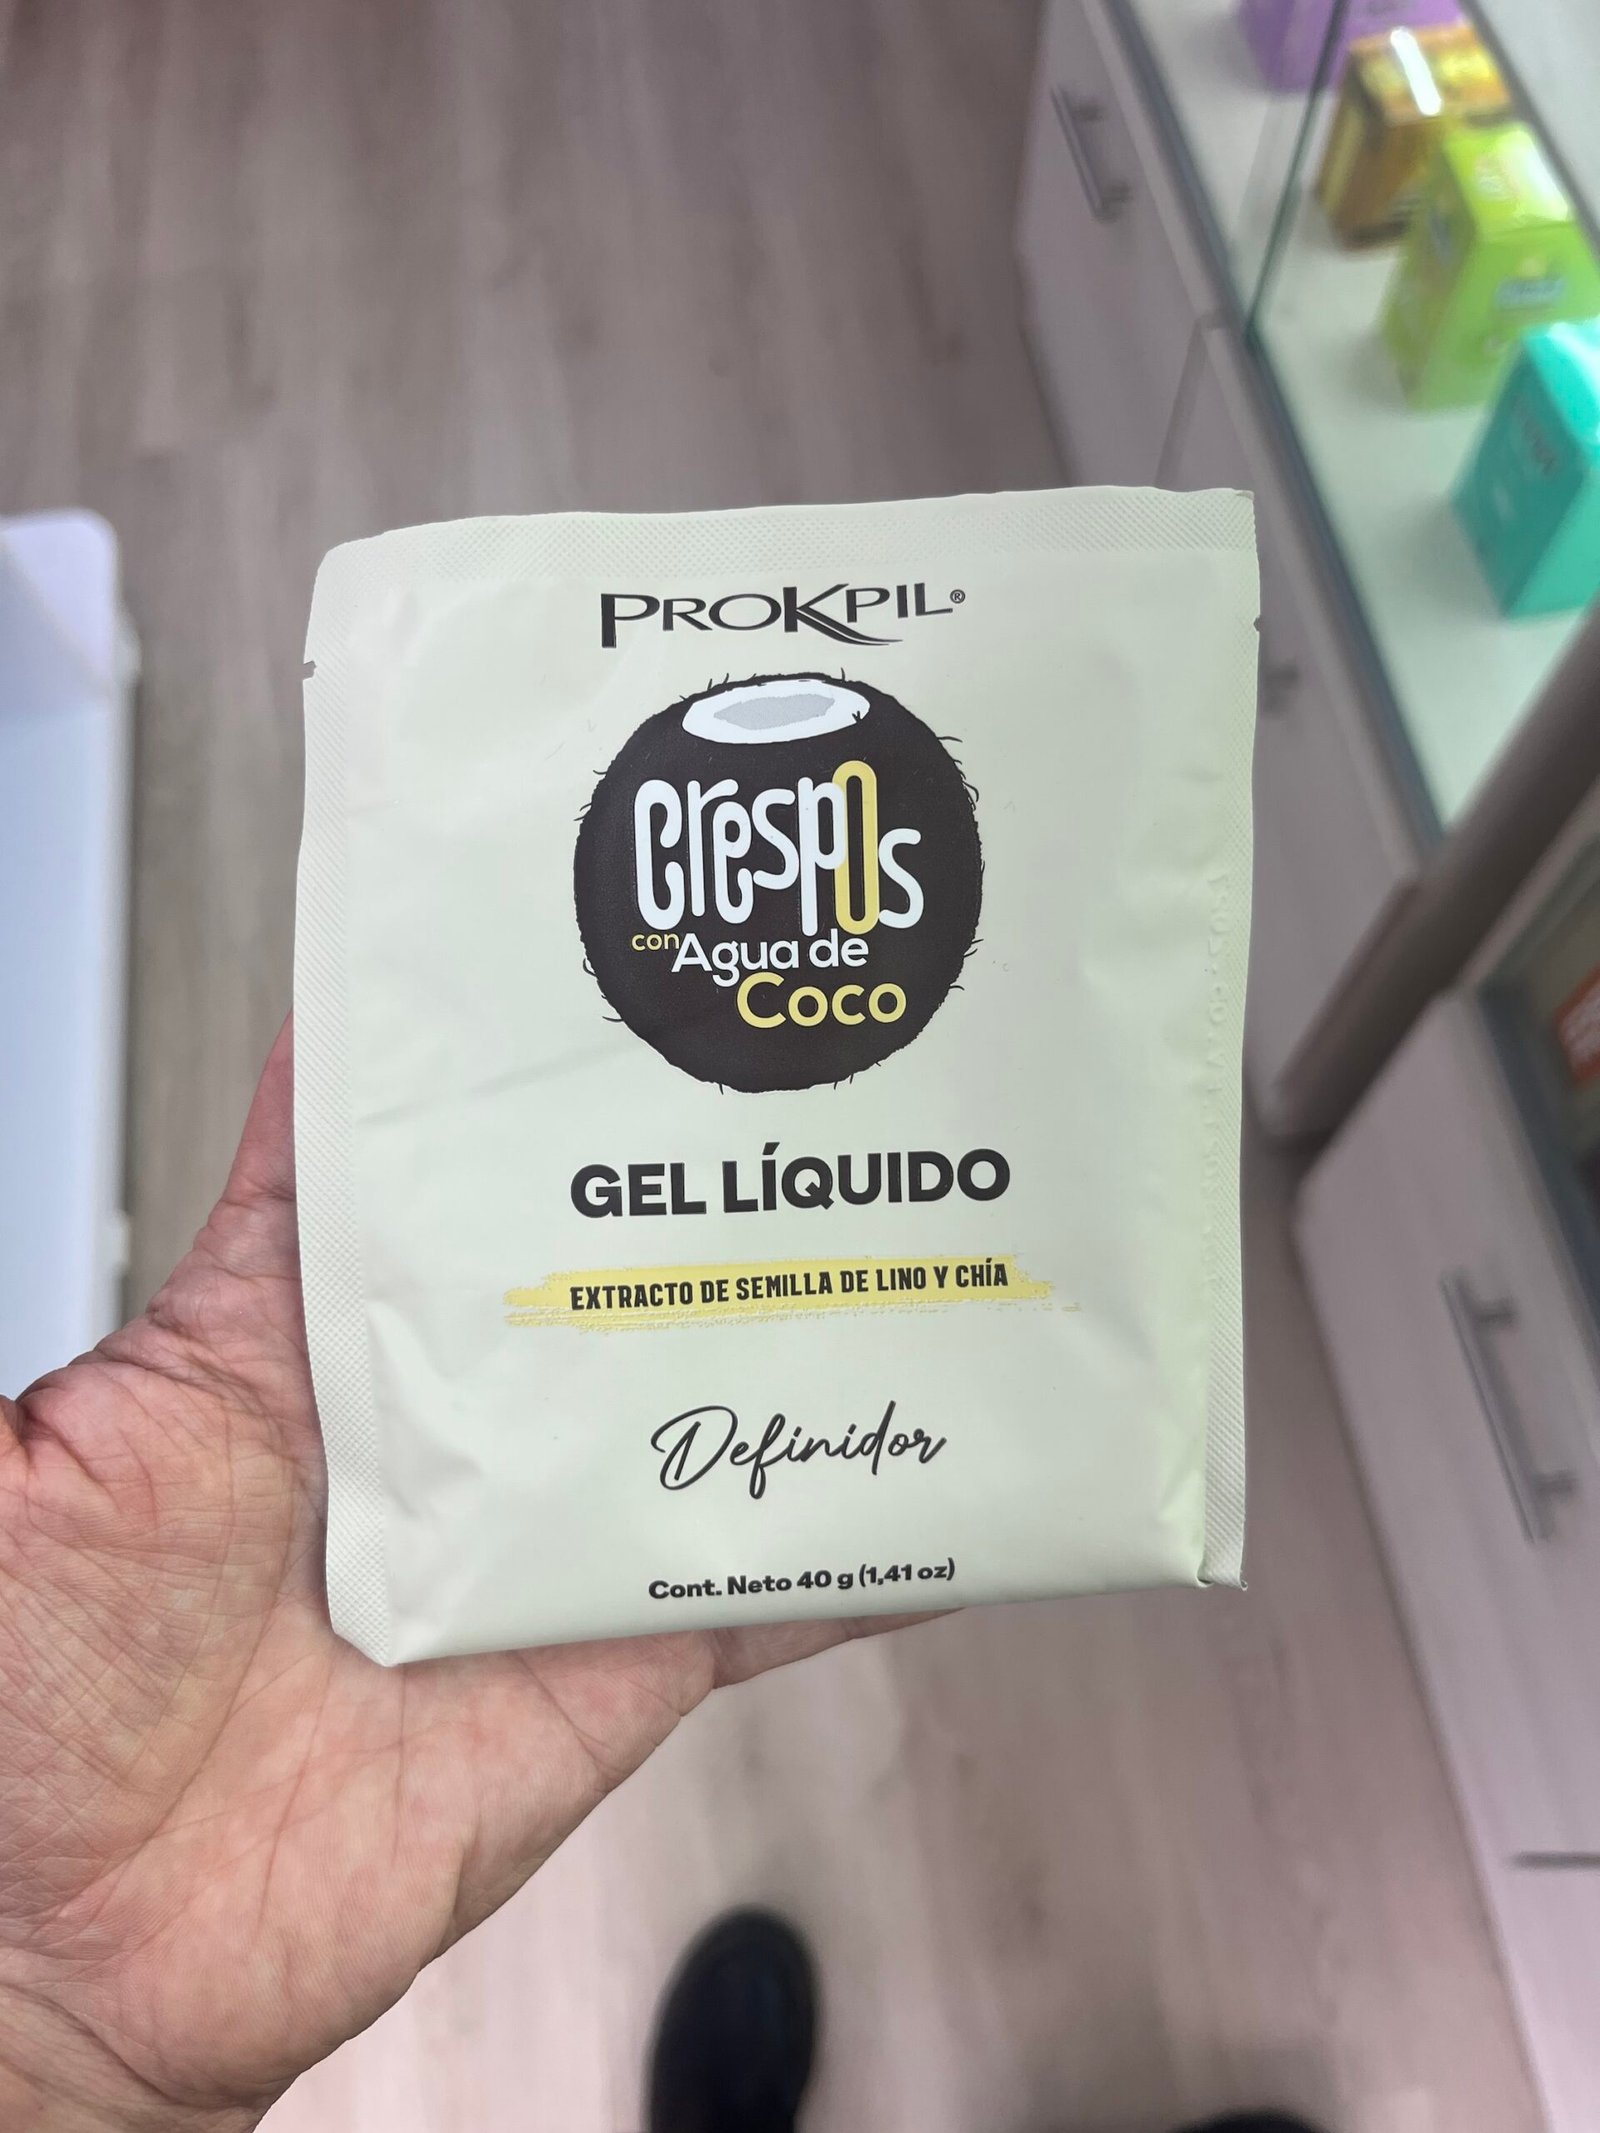 PROKPIL®
Crespos
con Agua de
Coco
GEL LÍQUIDO
EXTRACTO DE SEMILLA DE LINO Y CHÍA
Definidor
Cont. Neto 40 g (1,41 oz)